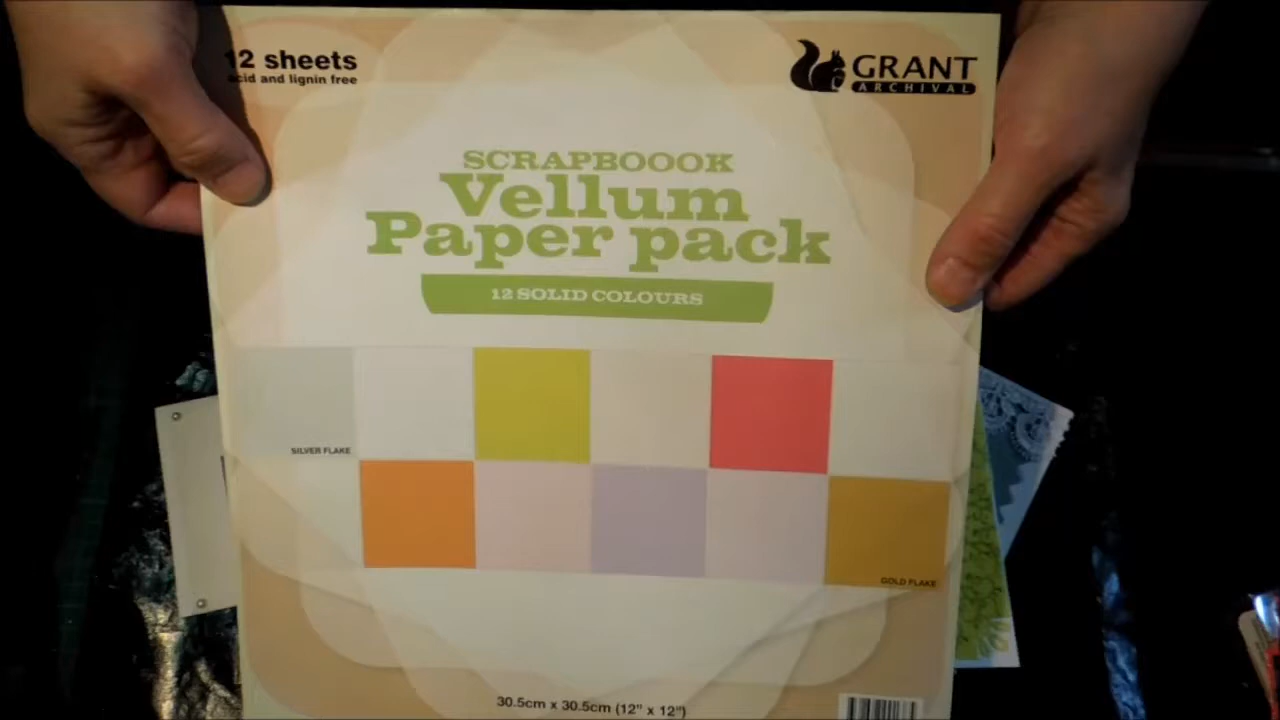 12 sheets
acid and lignin free
GRANT
ARCHIVAL
SCRAPBOOOK
Vellum
Paper pack
12 SOLID COLOURS
SILVER FLAKE
GOLD FLAKE
30.5cm x 30.5cm (12" x 12")